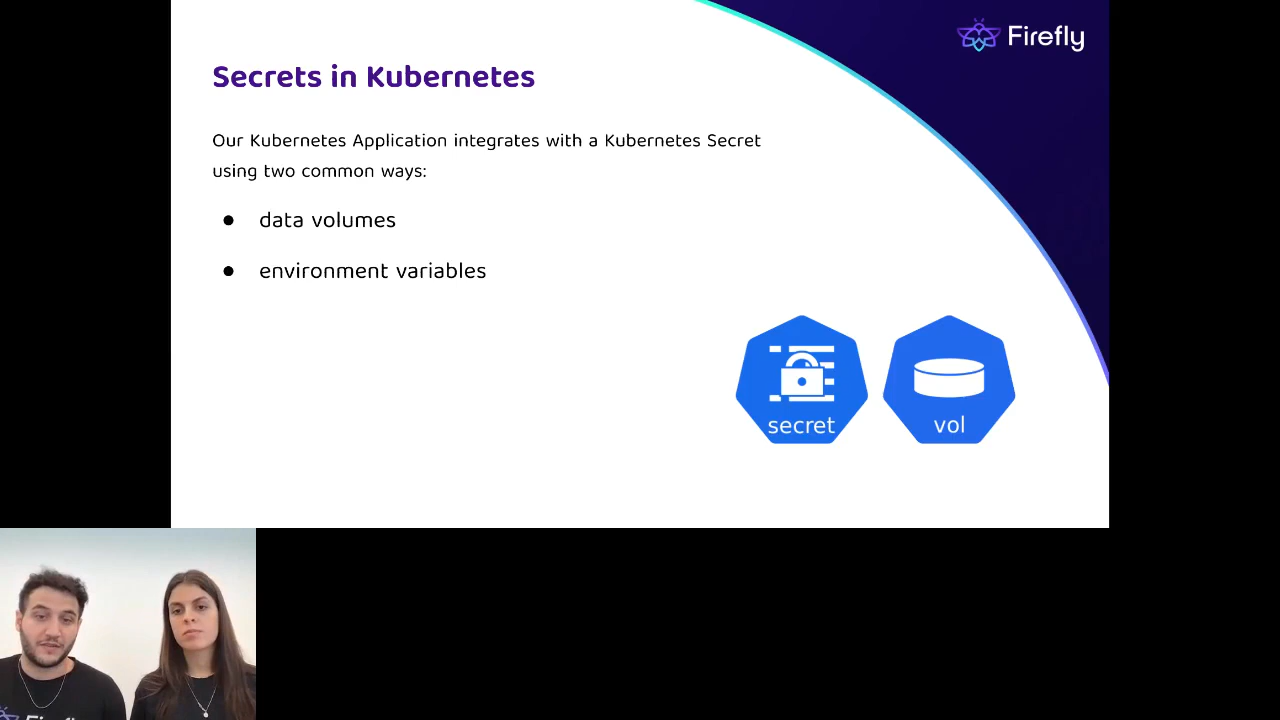 Firefly
Secrets in Kubernetes
Our Kubernetes Application integrates with a Kubernetes Secret
using two common ways:
● data volumes
● environment variables
secret
vol
Firefly